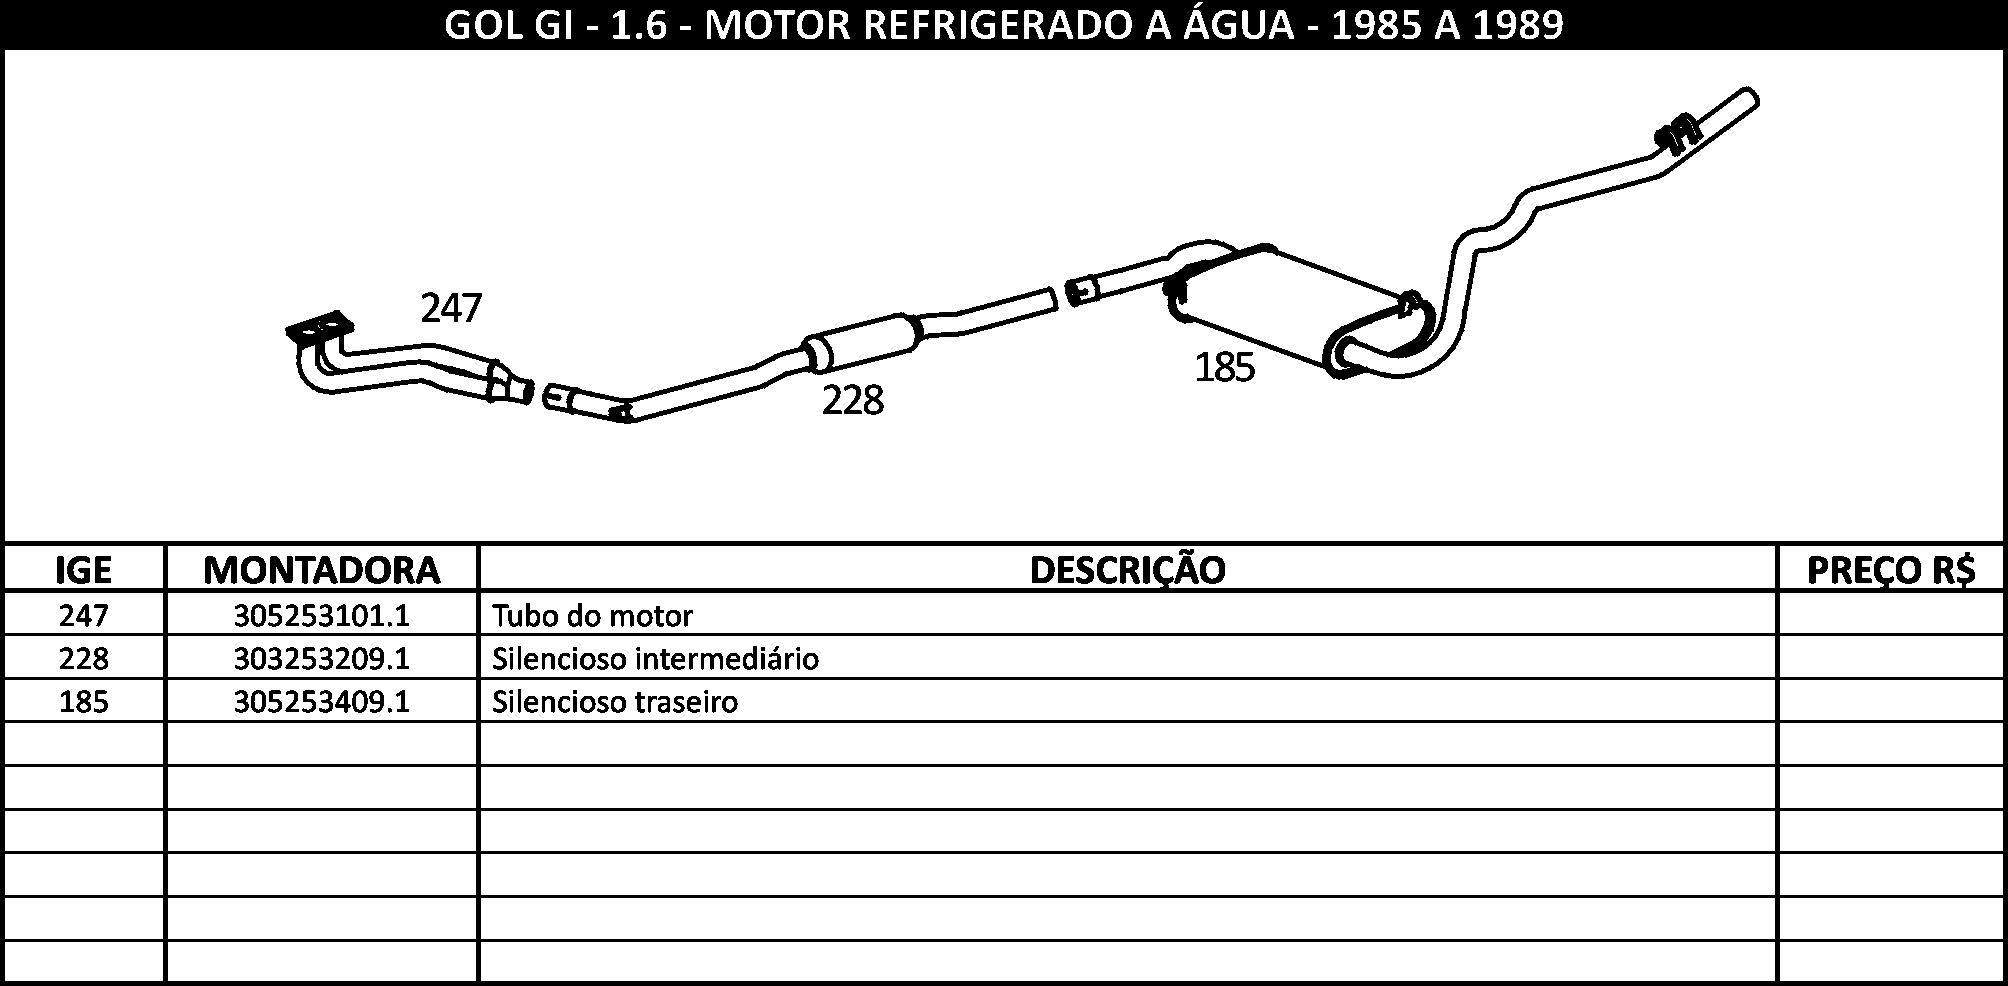 GOL GI - 1.6 - MOTOR REFRIGERADO A ÁGUA - 1985 A 1989
247
185
228
IGE MONTADORA DESCRIÇÃO PREÇO R$
247 305253101.1 Tubo do motor
228 303253209.1 Silencioso intermediário
185 305253409.1 Silencioso traseiro